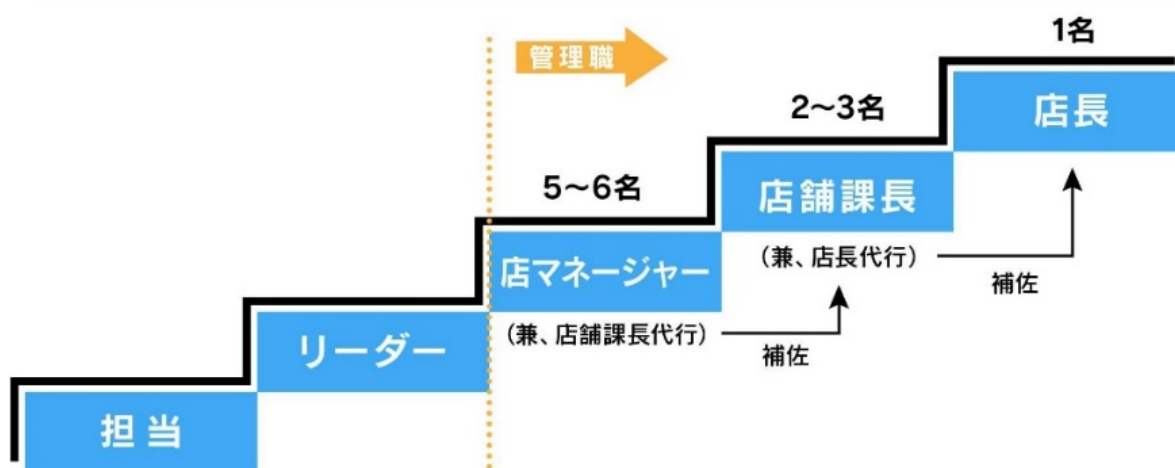 1名
管理職
店長
2〜3名
店舗課長
5〜6名
(兼、店長代行)
補佐
店マネージャー
(兼、店舗課長代行)
補佐
リーダー
担当